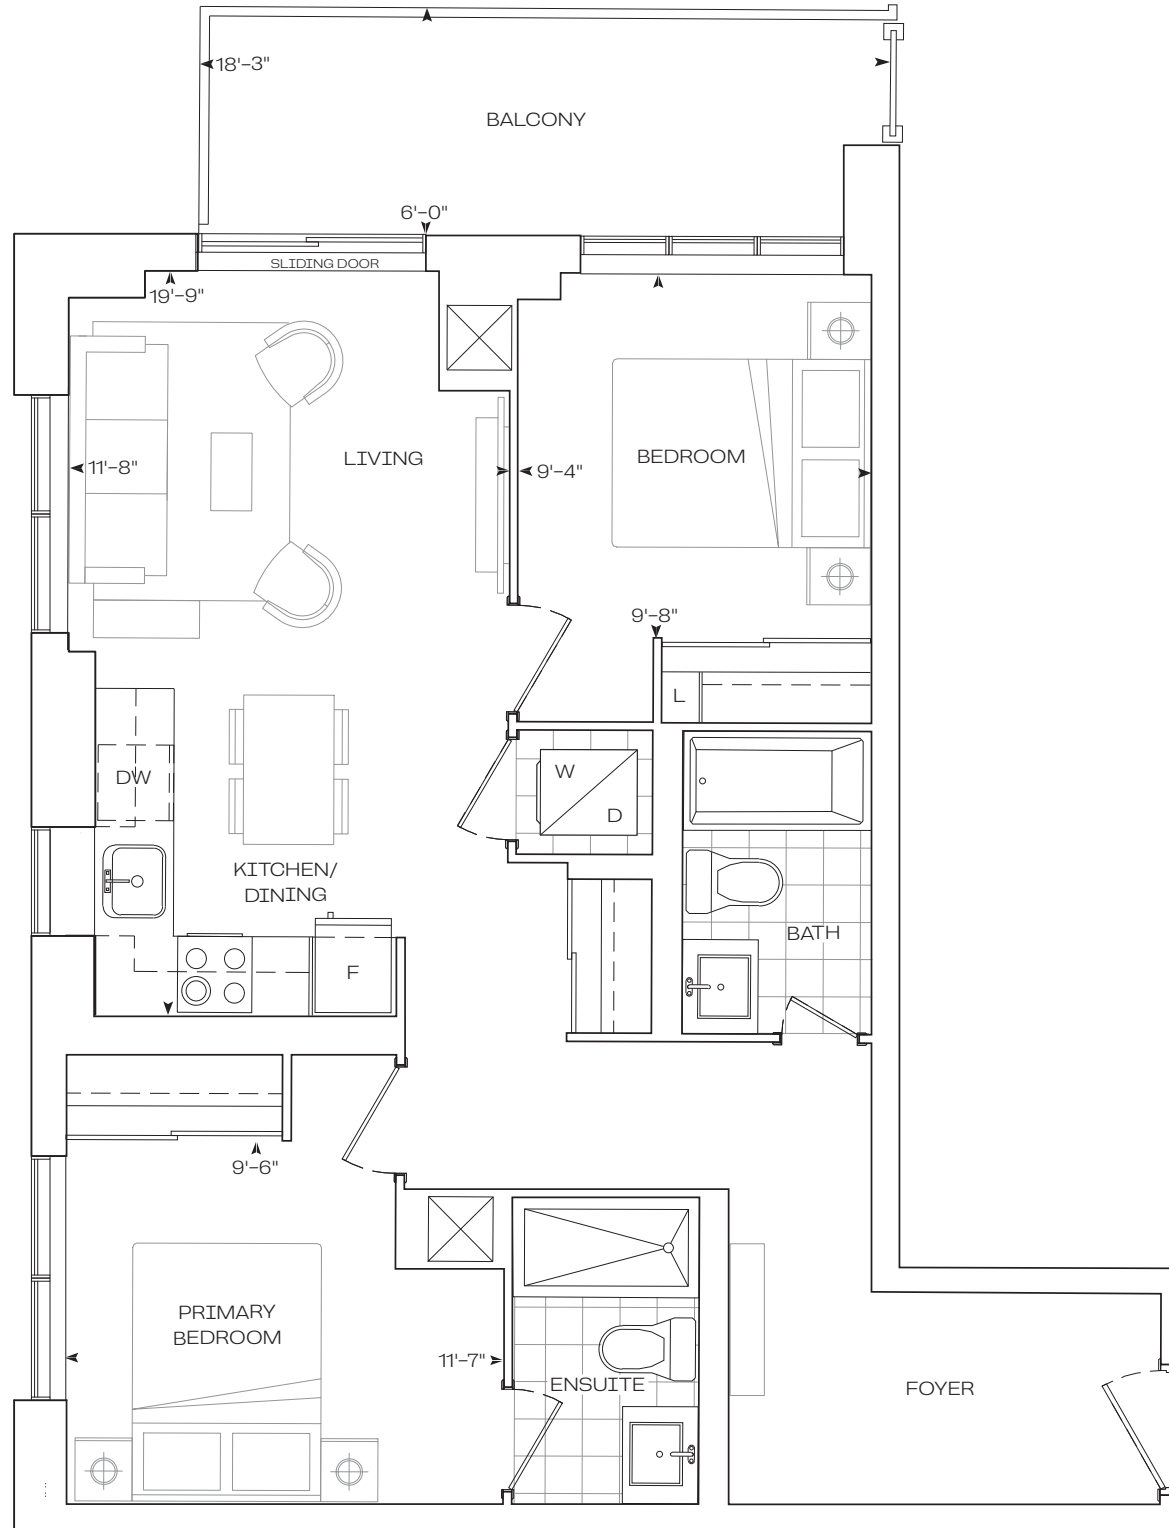 18'-3"
BALCONY
6'-0"
SLIDING DOOR
19'-9"
11'-8"
LIVING
9'-4"
BEDROOM
9'-8"
L
DW
W
D
KITCHEN/
DINING
BATH
F
9'-6"
PRIMARY
BEDROOM
11'-7"
ENSUITE
FOYER